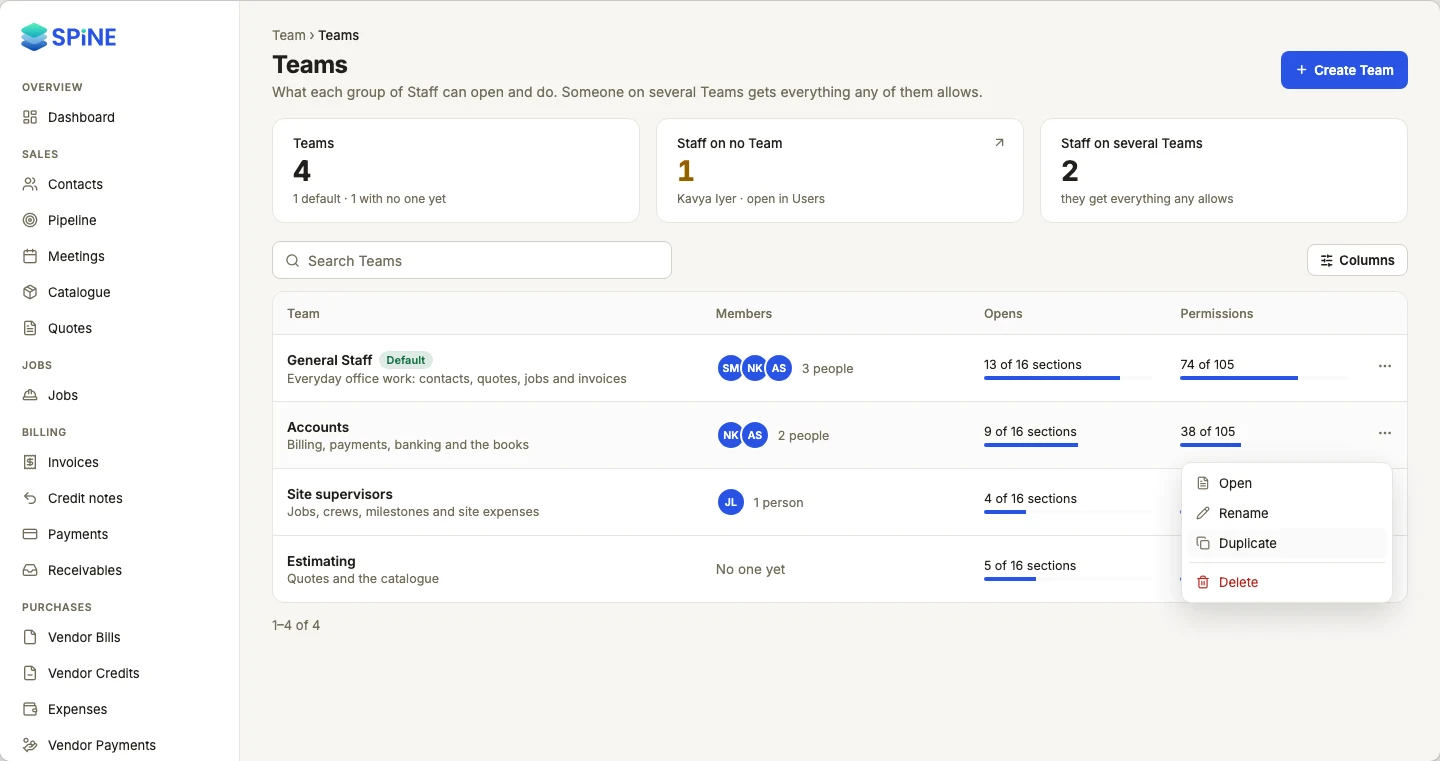 SPiNE
OVERVIEW
Dashboard
SALES
Contacts
Pipeline
Meetings
Catalogue
Quotes
JOBS
Jobs
BILLING
Invoices
Credit notes
Payments
Receivables
PURCHASES
Vendor Bills
Vendor Credits
Expenses
Vendor Payments
Team › Teams
Teams
What each group of Staff can open and do. Someone on several Teams gets everything any of them allows.
+ Create Team
Teams
4
1 default · 1 with no one yet
Staff on no Team
1
Kavya Iyer · open in Users
Staff on several Teams
2
they get everything any allows
Search Teams
Columns
Team Members Opens Permissions
General Staff Default
Everyday office work: contacts, quotes, jobs and invoices
SM NK AS 3 people
13 of 16 sections
74 of 105
Accounts
Billing, payments, banking and the books
NK AS 2 people
9 of 16 sections
38 of 105
Site supervisors
Jobs, crews, milestones and site expenses
JL 1 person
4 of 16 sections
Estimating
Quotes and the catalogue
No one yet
5 of 16 sections
Open
Rename
Duplicate
Delete
1–4 of 4